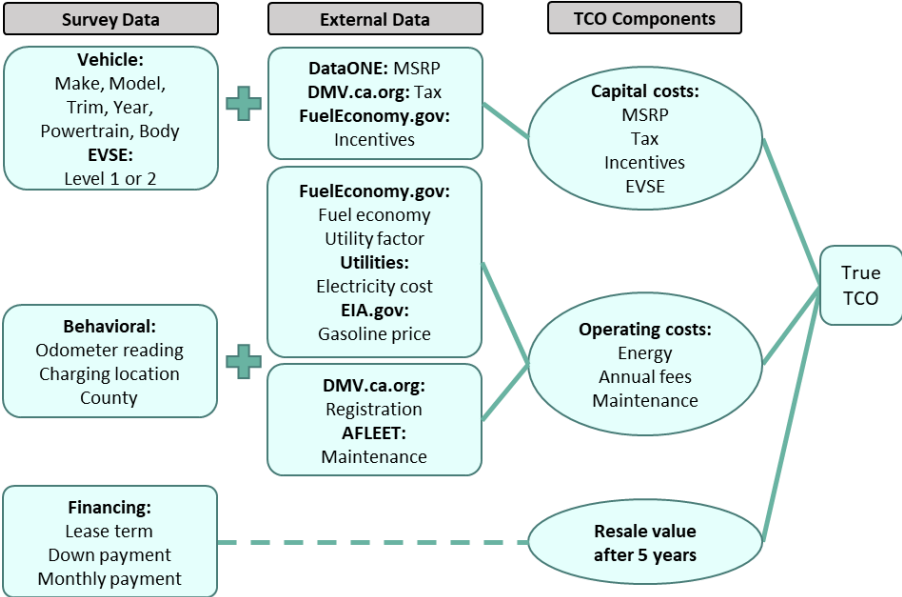 Survey Data
External Data
TCO Components
Vehicle:
Make, Model,
Trim, Year,
Powertrain, Body
EVSE:
Level 1 or 2
DataONE: MSRP
DMV.ca.org: Tax
FuelEconomy.gov:
Incentives
Capital costs:
MSRP
Tax
Incentives
EVSE
FuelEconomy.gov:
Fuel economy
Utility factor
Utilities:
Electricity cost
EIA.gov:
Gasoline price
True
TCO
Behavioral:
Odometer reading
Charging location
County
DMV.ca.org:
Registration
AFLEET:
Maintenance
Operating costs:
Energy
Annual fees
Maintenance
Financing:
Lease term
Down payment
Monthly payment
Resale value
after 5 years